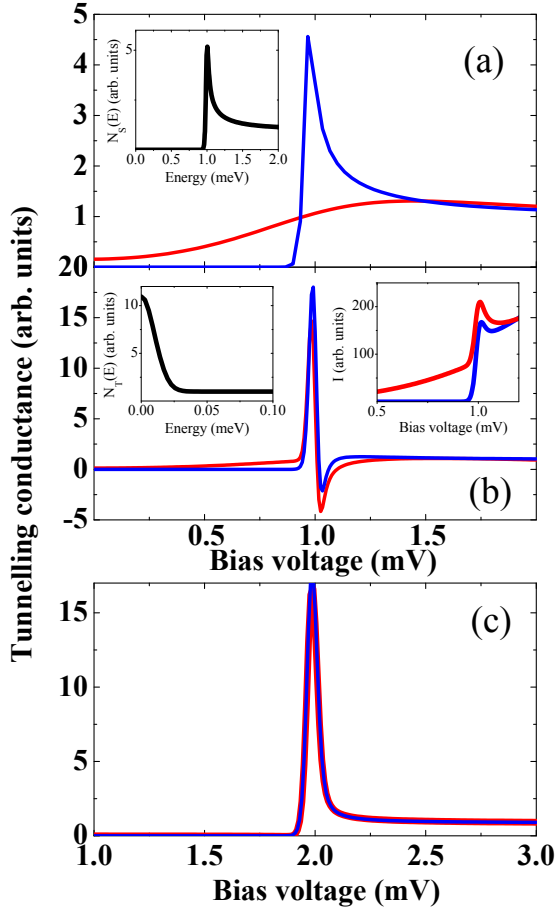 Tunnelling conductance (arb. units)
(a)
5
4
3
2
1
0
N_S(E) (arb. units)
5
0.0 0.5 1.0 1.5 2.0
Energy (meV)
(b)
20
15
10
5
0
−5
N_T(E) (arb. units)
10
5
0.00 0.05 0.10
Energy (meV)
I (arb. units)
200
100
0.5 1.0
Bias voltage (mV)
0.5 1.0 1.5
Bias voltage (mV)
(c)
15
10
5
0
1.0 1.5 2.0 2.5 3.0
Bias voltage (mV)